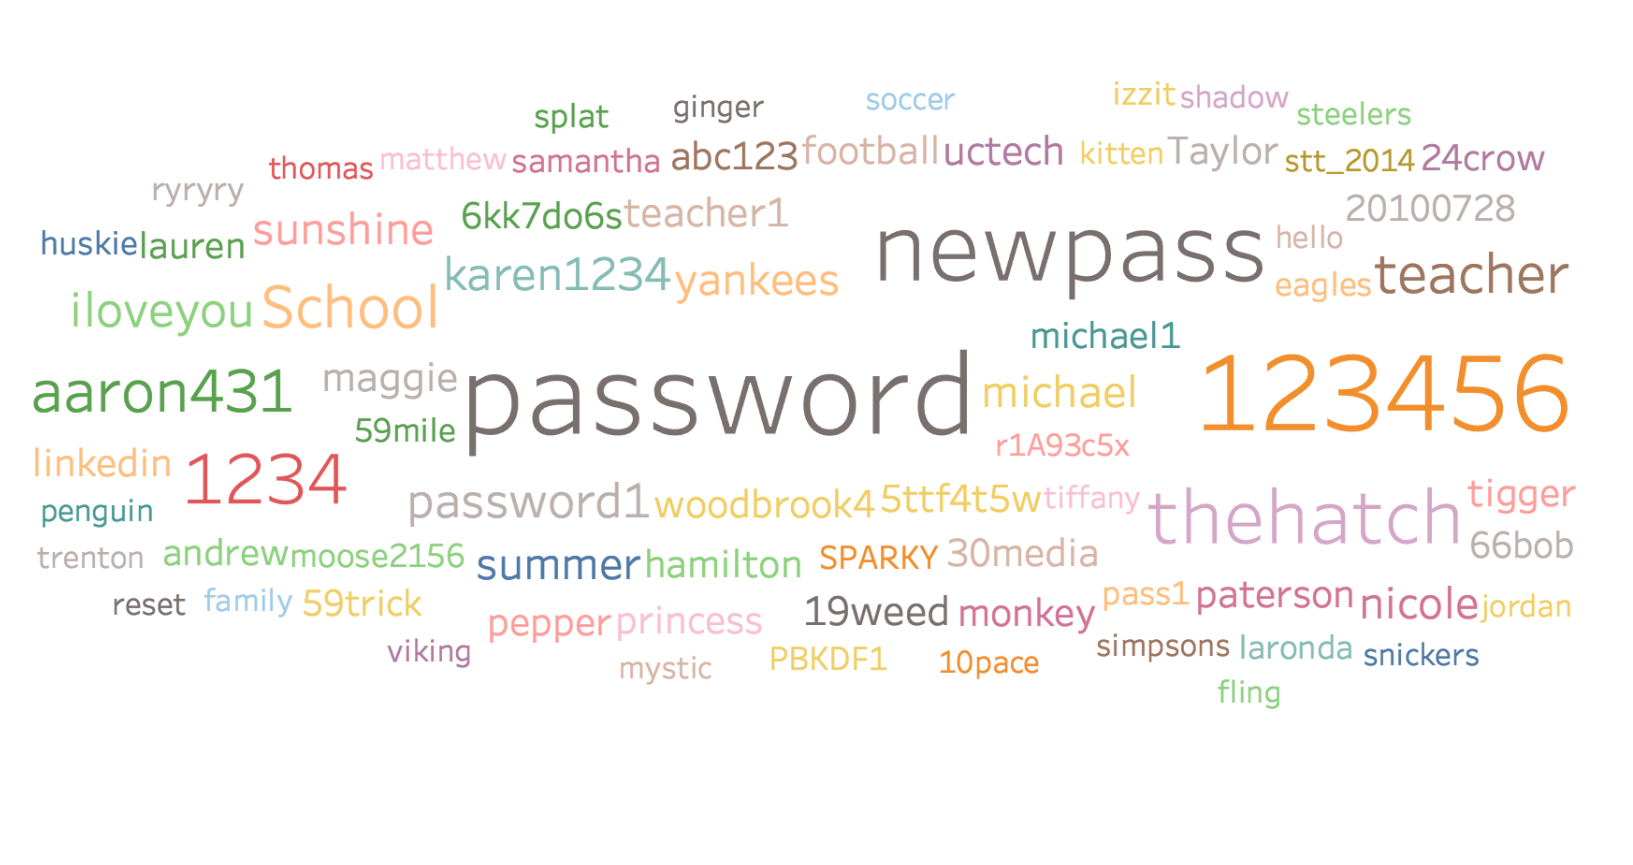 izzit shadow
soccer
ginger
steelers
splat
football uctech kitten Taylor
abc123
stt_2014 24crow
thomas matthew samantha
ryryry
20100728
6kk7do6s teacher1
sunshine
hello
huskie lauren
newpass
karen1234 yankees
eagles teacher
iloveyou School
michael1
aaron431 maggie
password michael 123456
59mile
r1A93c5x
linkedin 1234
password1 woodbrook4 5ttf4t5w tiffany
thehatch tigger
penguin
66bob
trenton andrew moose2156
summer hamilton SPARKY 30media
reset family 59trick
pass1 paterson nicole jordan
19weed monkey
pepper princess
viking
simpsons laronda snickers
mystic PBKDF1 10pace
fling